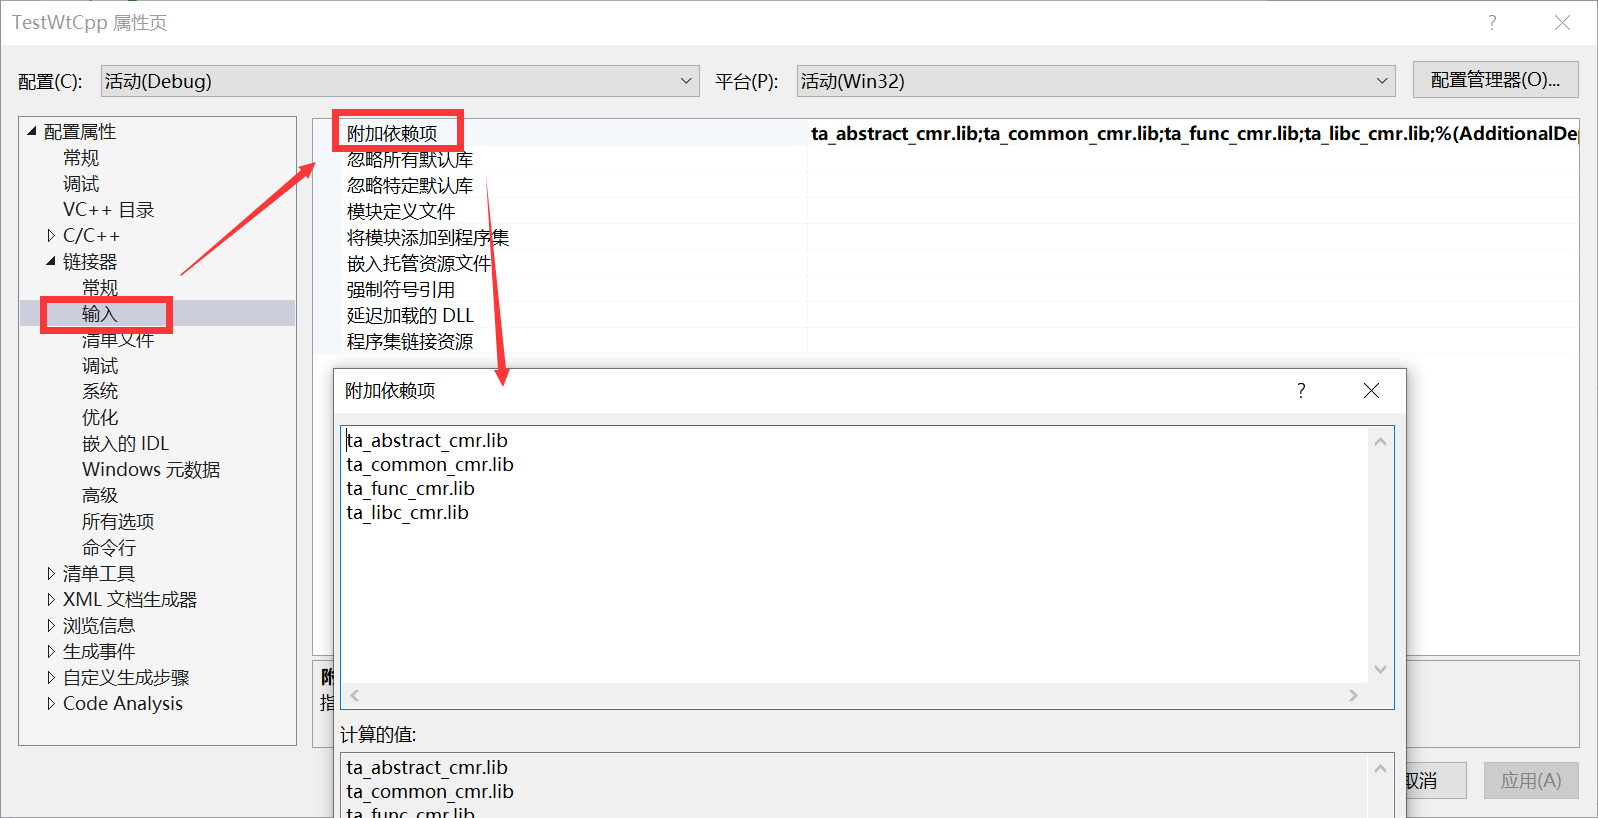 TestWtCpp 属性页
配置(C):
活动(Debug)
平台(P):
活动(Win32)
配置管理器(O)...
配置属性
常规
调试
VC++ 目录
C/C++
链接器
常规
输入
清单文件
调试
系统
优化
嵌入的 IDL
Windows 元数据
高级
所有选项
命令行
清单工具
XML 文档生成器
浏览信息
生成事件
自定义生成步骤
Code Analysis
附加依赖项
ta_abstract_cmr.lib;ta_common_cmr.lib;ta_func_cmr.lib;ta_libc_cmr.lib;%(AdditionalDep
忽略所有默认库
忽略特定默认库
模块定义文件
将模块添加到程序集
嵌入托管资源文件
强制符号引用
延迟加载的 DLL
程序集链接资源
附加依赖项
ta_abstract_cmr.lib
ta_common_cmr.lib
ta_func_cmr.lib
ta_libc_cmr.lib
计算的值:
ta_abstract_cmr.lib
ta_common_cmr.lib
ta_func_cmr.lib
附
指
取消
应用(A)